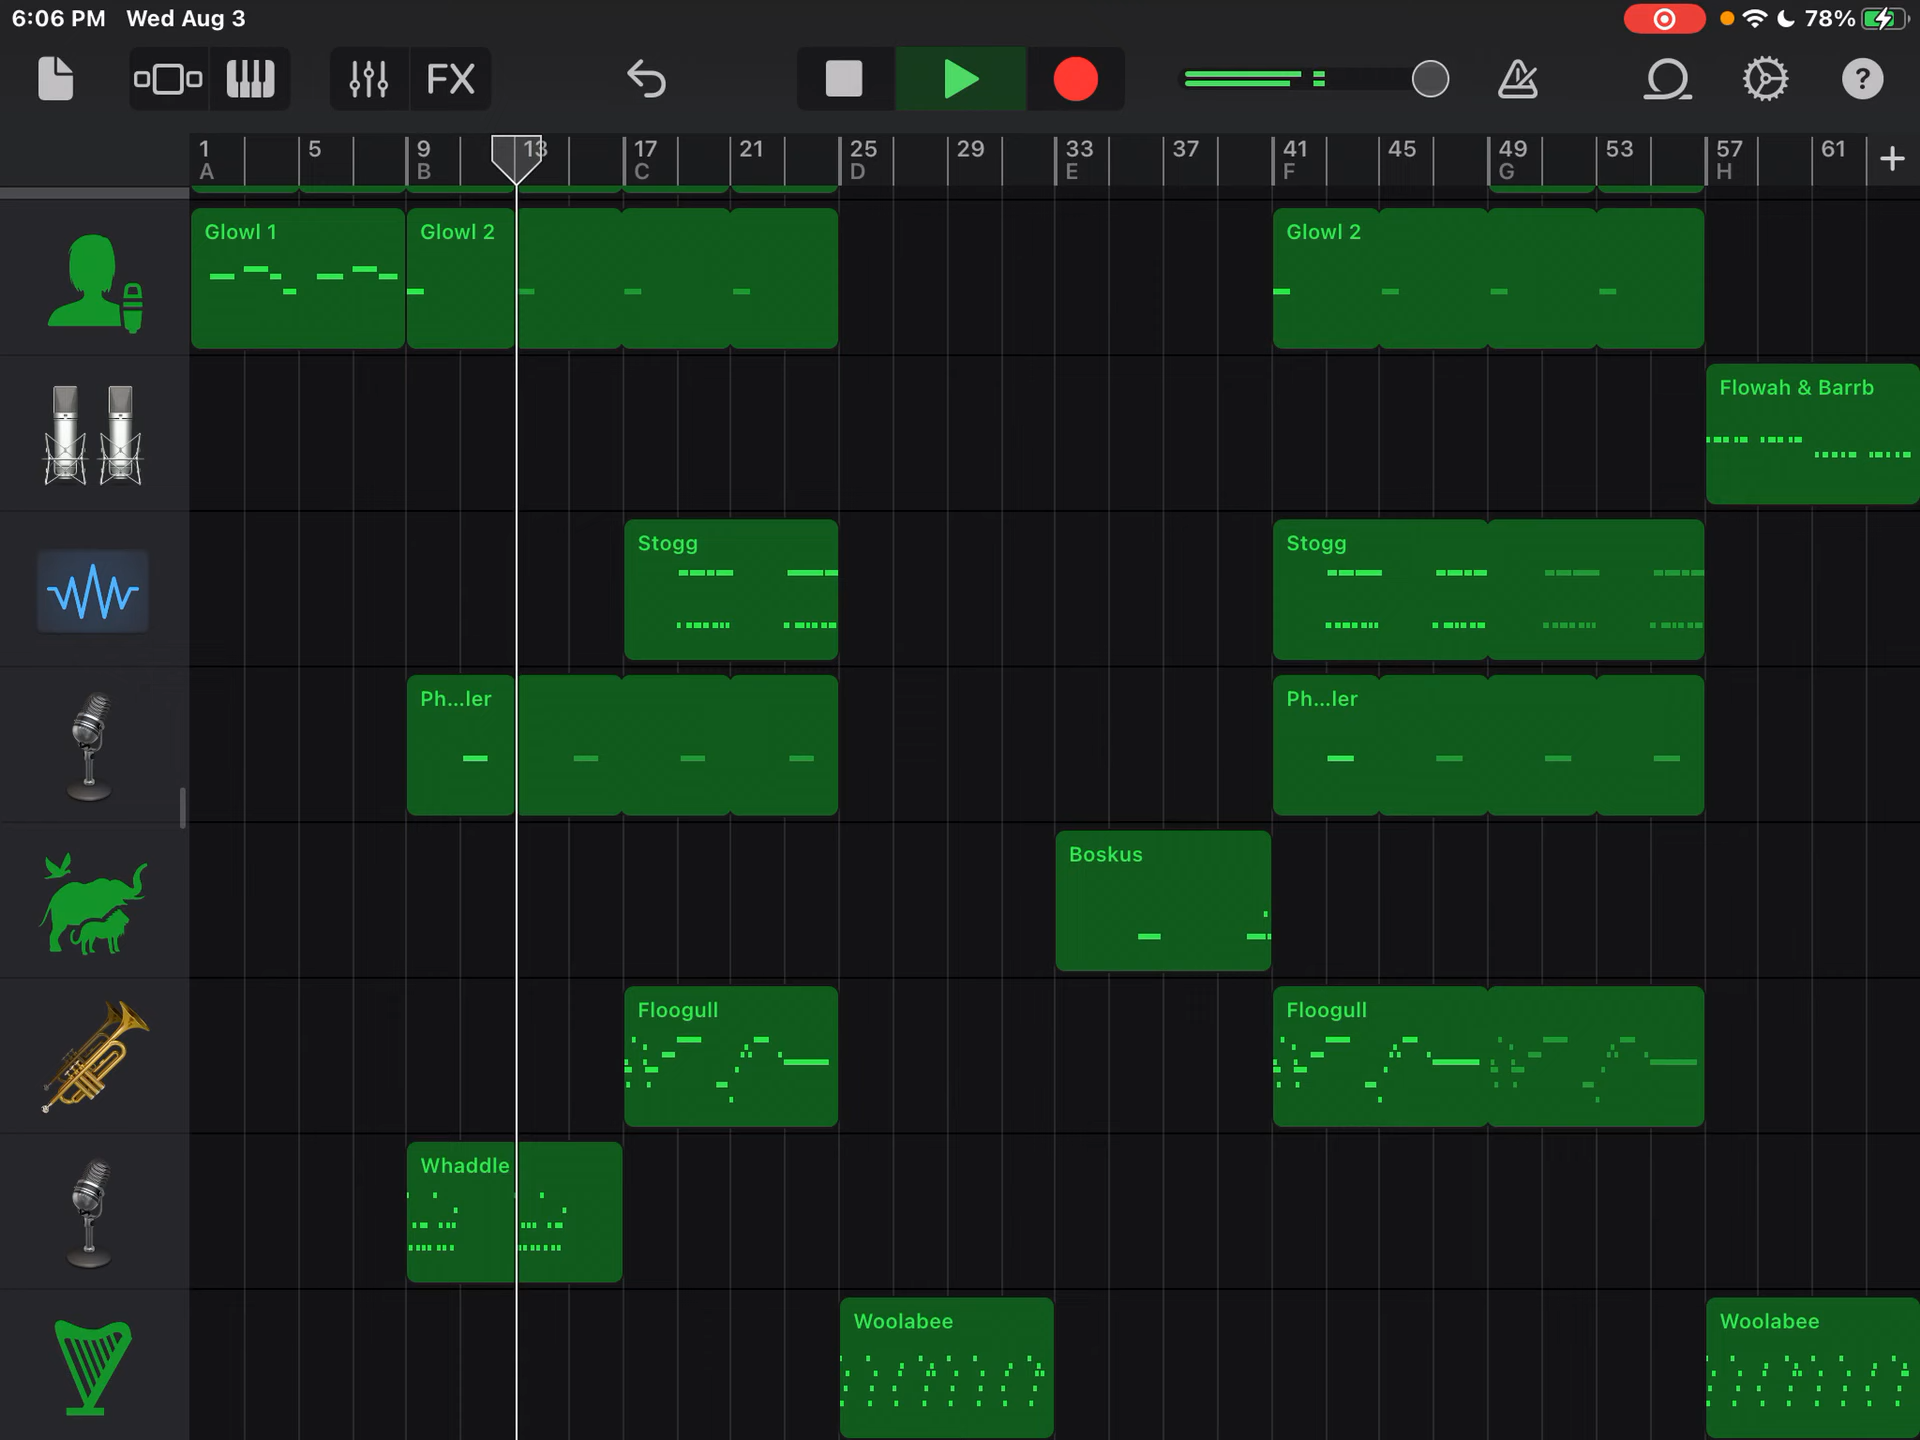 6:06 PM Wed Aug 3 78%
FX ?
1 5 9 13 17 21 25 29 33 37 41 45 49 53 57 61 +
A B C D E F G H
Glowl 1 Glowl 2 Glowl 2
Flowah & Barrb
Stogg Stogg
Ph...ler Ph...ler
Boskus
Floogull Floogull
Whaddle
Woolabee Woolabee